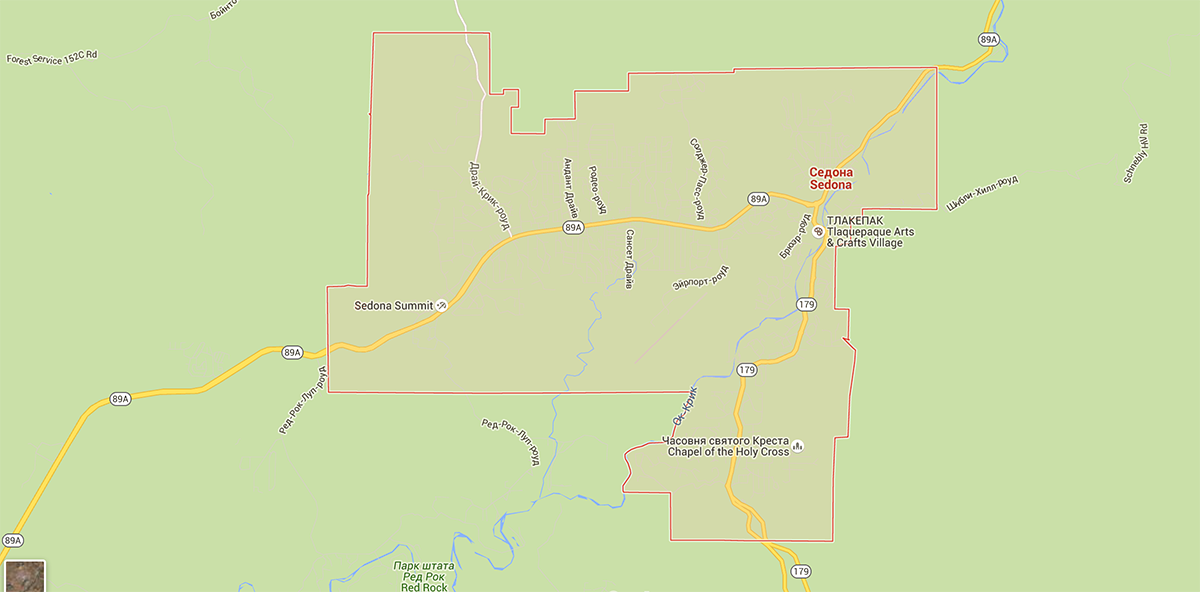 Бойнто
Forest Service 152C Rd
89A
Schnebly Hill Rd
Драй-Крик-роуд
Андант Драйв
Родео-роуд
Солджер-Пасс-роуд
Седона
Sedona
Шнбли-Хилл-роуд
89A
89A
ТЛАКЕПАК
Tlaquepaque Arts
& Crafts Village
Брюэр-роуд
Сансет Драйв
Эйрпорт-роуд
Sedona Summit
179
89A
179
89A
Ред-Рок-Луп-роуд
Ок-Крик
Ред-Рок-Луп-роуд
Часовня святого Креста
Chapel of the Holy Cross
89A
179
Парк штата
Ред Рок
Red Rock